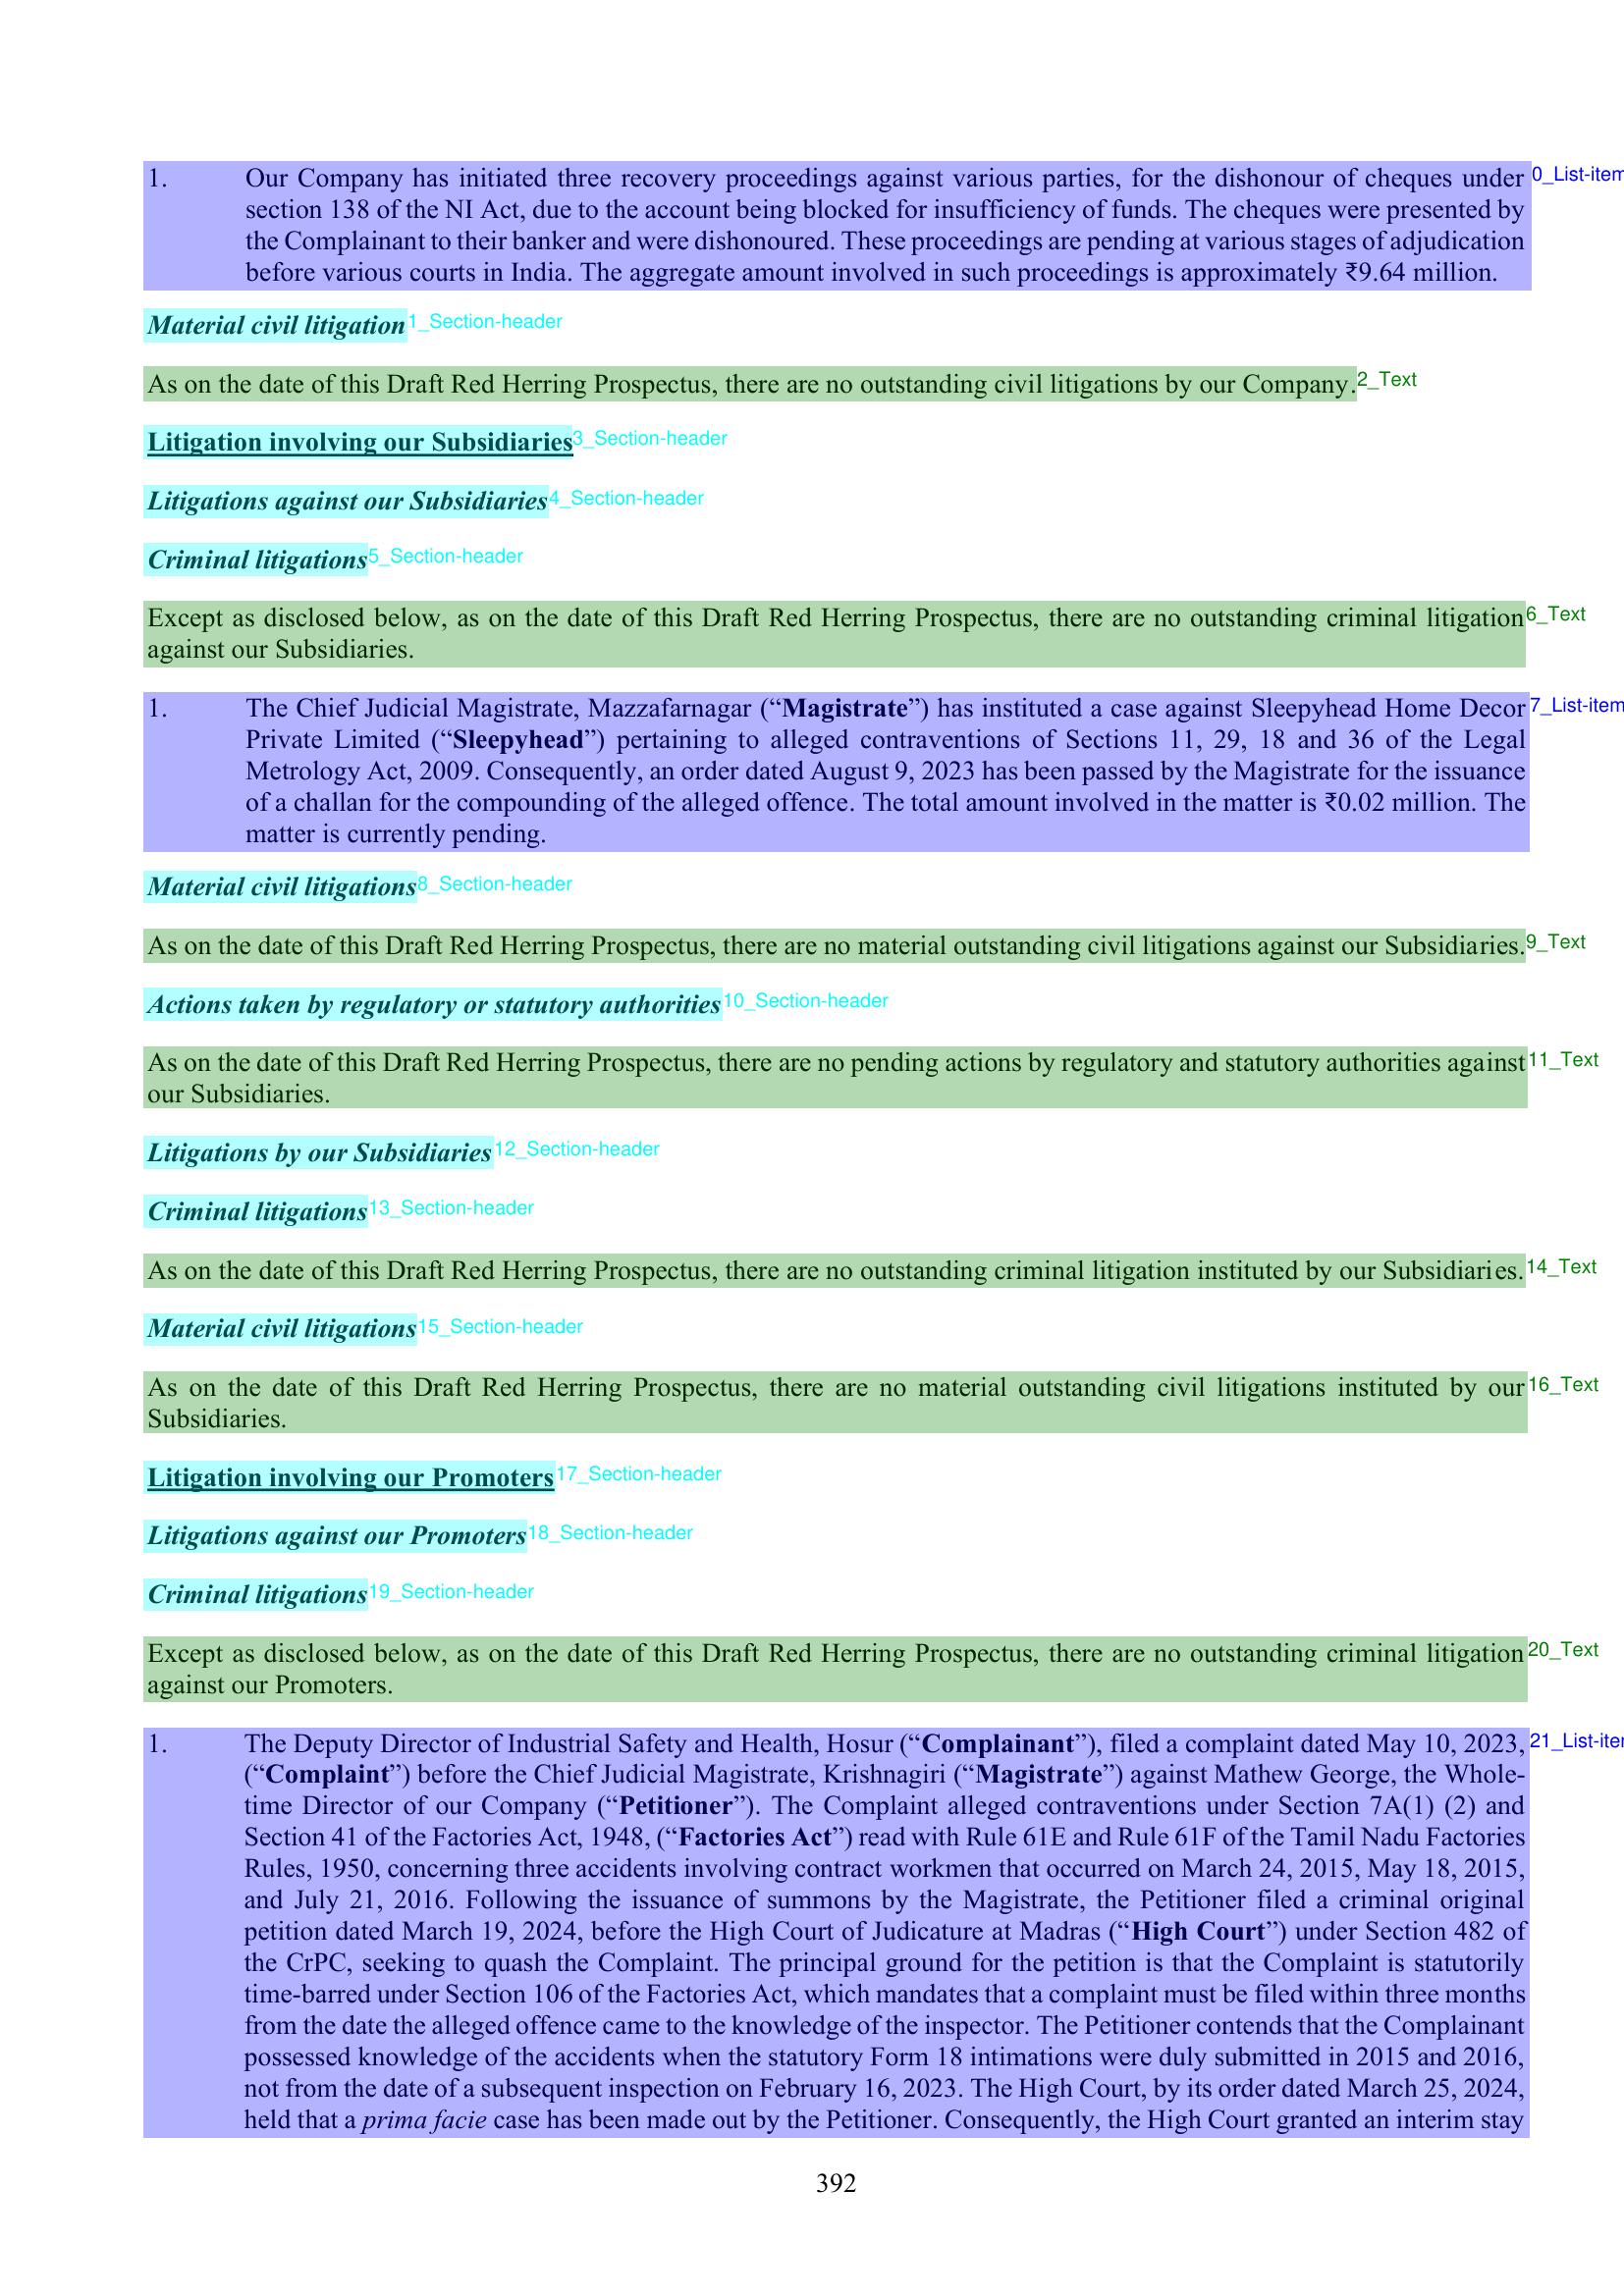 1. Our Company has initiated three recovery proceedings against various parties, for the dishonour of cheques under 0_List-item
section 138 of the NI Act, due to the account being blocked for insufficiency of funds. The cheques were presented by
the Complainant to their banker and were dishonoured. These proceedings are pending at various stages of adjudication
before various courts in India. The aggregate amount involved in such proceedings is approximately ₹9.64 million.
Material civil litigation 1_Section-header
As on the date of this Draft Red Herring Prospectus, there are no outstanding civil litigations by our Company. 2_Text
Litigation involving our Subsidiaries 3_Section-header
Litigations against our Subsidiaries 4_Section-header
Criminal litigations 5_Section-header
Except as disclosed below, as on the date of this Draft Red Herring Prospectus, there are no outstanding criminal litigation 6_Text
against our Subsidiaries.
1. The Chief Judicial Magistrate, Mazzafarnagar (“Magistrate”) has instituted a case against Sleepyhead Home Decor 7_List-item
Private Limited (“Sleepyhead”) pertaining to alleged contraventions of Sections 11, 29, 18 and 36 of the Legal
Metrology Act, 2009. Consequently, an order dated August 9, 2023 has been passed by the Magistrate for the issuance
of a challan for the compounding of the alleged offence. The total amount involved in the matter is ₹0.02 million. The
matter is currently pending.
Material civil litigations 8_Section-header
As on the date of this Draft Red Herring Prospectus, there are no material outstanding civil litigations against our Subsidiaries. 9_Text
Actions taken by regulatory or statutory authorities 10_Section-header
As on the date of this Draft Red Herring Prospectus, there are no pending actions by regulatory and statutory authorities against 11_Text
our Subsidiaries.
Litigations by our Subsidiaries 12_Section-header
Criminal litigations 13_Section-header
As on the date of this Draft Red Herring Prospectus, there are no outstanding criminal litigation instituted by our Subsidiaries. 14_Text
Material civil litigations 15_Section-header
As on the date of this Draft Red Herring Prospectus, there are no material outstanding civil litigations instituted by our 16_Text
Subsidiaries.
Litigation involving our Promoters 17_Section-header
Litigations against our Promoters 18_Section-header
Criminal litigations 19_Section-header
Except as disclosed below, as on the date of this Draft Red Herring Prospectus, there are no outstanding criminal litigation 20_Text
against our Promoters.
1. The Deputy Director of Industrial Safety and Health, Hosur (“Complainant”), filed a complaint dated May 10, 2023, 21_List-iter
(“Complaint”) before the Chief Judicial Magistrate, Krishnagiri (“Magistrate”) against Mathew George, the Whole-
time Director of our Company (“Petitioner”). The Complaint alleged contraventions under Section 7A(1) (2) and
Section 41 of the Factories Act, 1948, (“Factories Act”) read with Rule 61E and Rule 61F of the Tamil Nadu Factories
Rules, 1950, concerning three accidents involving contract workmen that occurred on March 24, 2015, May 18, 2015,
and July 21, 2016. Following the issuance of summons by the Magistrate, the Petitioner filed a criminal original
petition dated March 19, 2024, before the High Court of Judicature at Madras (“High Court”) under Section 482 of
the CrPC, seeking to quash the Complaint. The principal ground for the petition is that the Complaint is statutorily
time-barred under Section 106 of the Factories Act, which mandates that a complaint must be filed within three months
from the date the alleged offence came to the knowledge of the inspector. The Petitioner contends that the Complainant
possessed knowledge of the accidents when the statutory Form 18 intimations were duly submitted in 2015 and 2016,
not from the date of a subsequent inspection on February 16, 2023. The High Court, by its order dated March 25, 2024,
held that a prima facie case has been made out by the Petitioner. Consequently, the High Court granted an interim stay
392